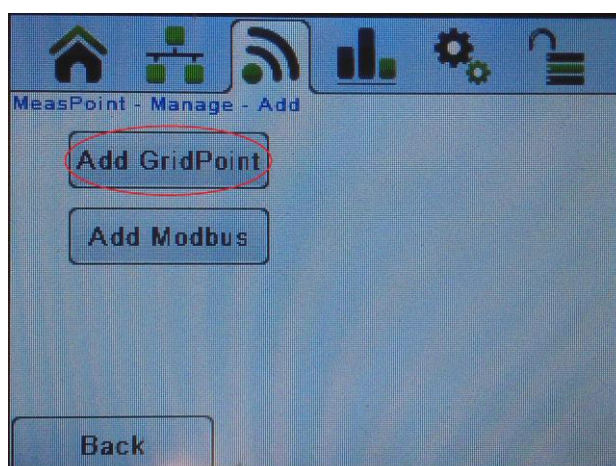 MeasPoint - Manage - Add
Add GridPoint
Add Modbus
Back